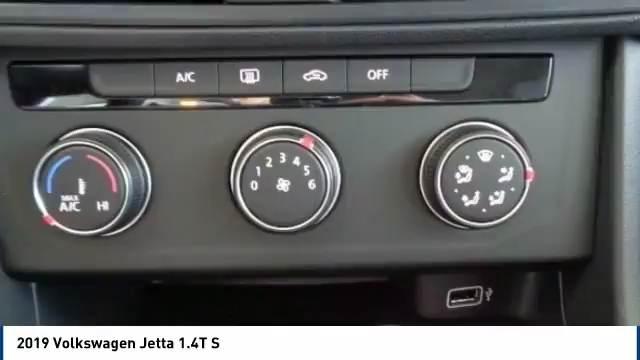 A/C OFF
0 1 2 3 4 5 6
MAX A/C HI
2019 Volkswagen Jetta 1.4T S